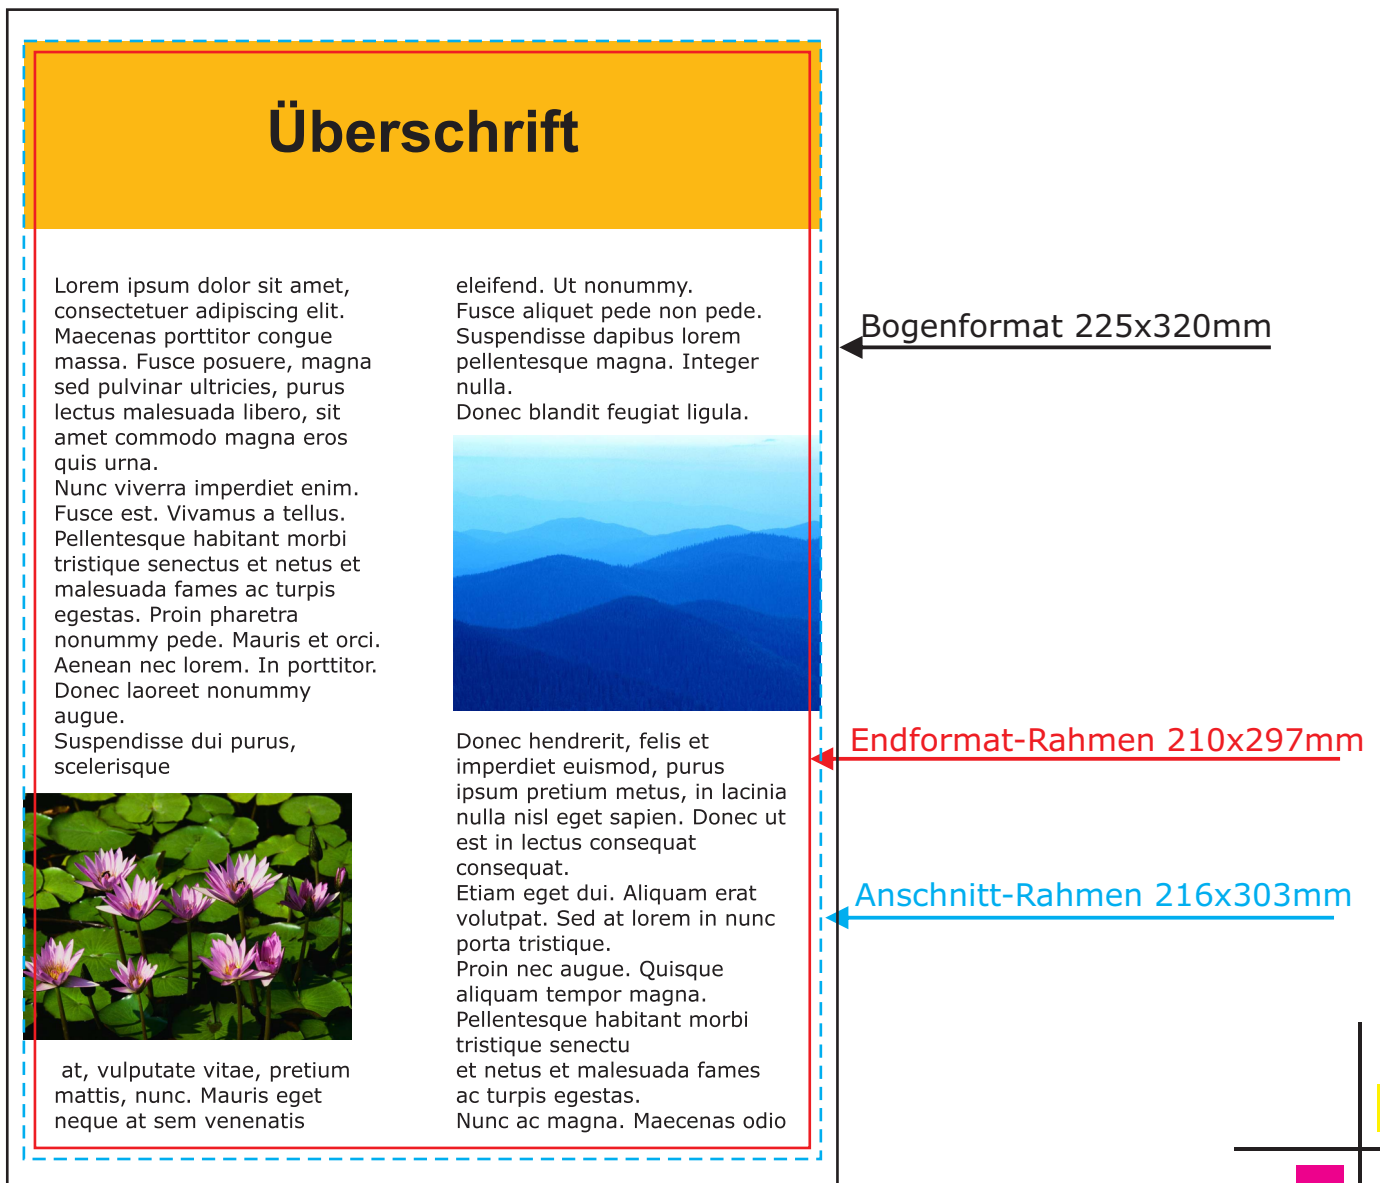 Überschrift
Lorem ipsum dolor sit amet,
consectetuer adipiscing elit.
Maecenas porttitor congue
massa. Fusce posuere, magna
sed pulvinar ultricies, purus
lectus malesuada libero, sit
amet commodo magna eros
quis urna.
Nunc viverra imperdiet enim.
Fusce est. Vivamus a tellus.
Pellentesque habitant morbi
tristique senectus et netus et
malesuada fames ac turpis
egestas. Proin pharetra
nonummy pede. Mauris et orci.
Aenean nec lorem. In porttitor.
Donec laoreet nonummy
augue.
Suspendisse dui purus,
scelerisque
at, vulputate vitae, pretium
mattis, nunc. Mauris eget
neque at sem venenatis
eleifend. Ut nonummy.
Fusce aliquet pede non pede.
Suspendisse dapibus lorem
pellentesque magna. Integer
nulla.
Donec blandit feugiat ligula.
Donec hendrerit, felis et
imperdiet euismod, purus
ipsum pretium metus, in lacinia
nulla nisl eget sapien. Donec ut
est in lectus consequat
consequat.
Etiam eget dui. Aliquam erat
volutpat. Sed at lorem in nunc
porta tristique.
Proin nec augue. Quisque
aliquam tempor magna.
Pellentesque habitant morbi
tristique senectu
et netus et malesuada fames
ac turpis egestas.
Nunc ac magna. Maecenas odio
Bogenformat 225x320mm
Endformat-Rahmen 210x297mm
Anschnitt-Rahmen 216x303mm